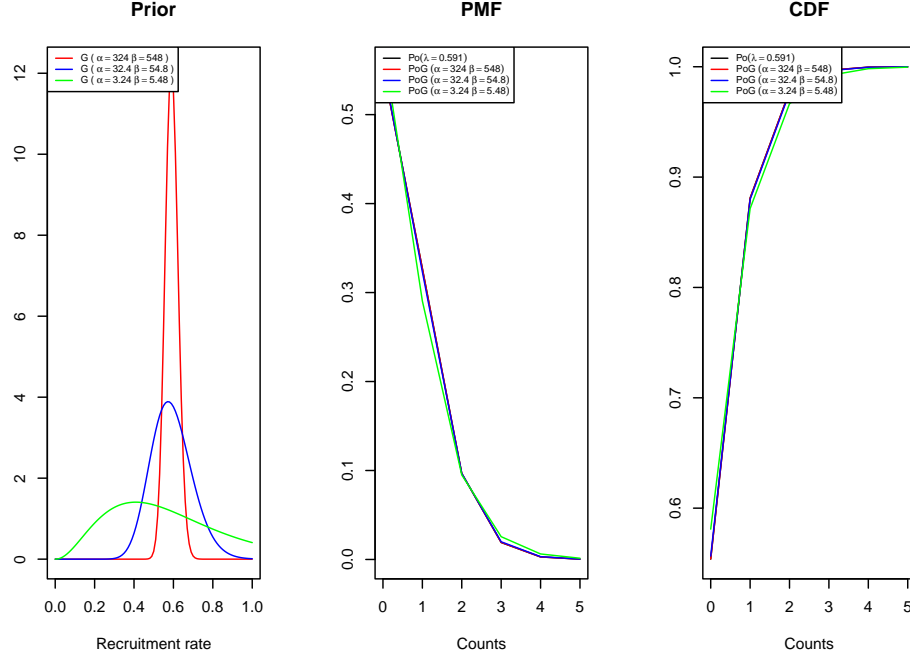 Prior
G ( α = 324 β = 548)
G ( α = 32.4 β = 54.8)
G ( α = 3.24 β = 5.48)
0
2
4
6
8
10
12
0.0 0.2 0.4 0.6 0.8 1.0
Recruitment rate
PMF
Po(λ = 0.591)
PoG ( α = 324 β = 548)
PoG ( α = 32.4 β = 54.8)
PoG ( α = 3.24 β = 5.48)
0.0
0.1
0.2
0.3
0.4
0.5
0 1 2 3 4 5
Counts
CDF
Po(λ = 0.591)
PoG ( α = 324 β = 548)
PoG ( α = 32.4 β = 54.8)
PoG ( α = 3.24 β = 5.48)
0.6
0.7
0.8
0.9
1.0
0 1 2 3 4 5
Counts